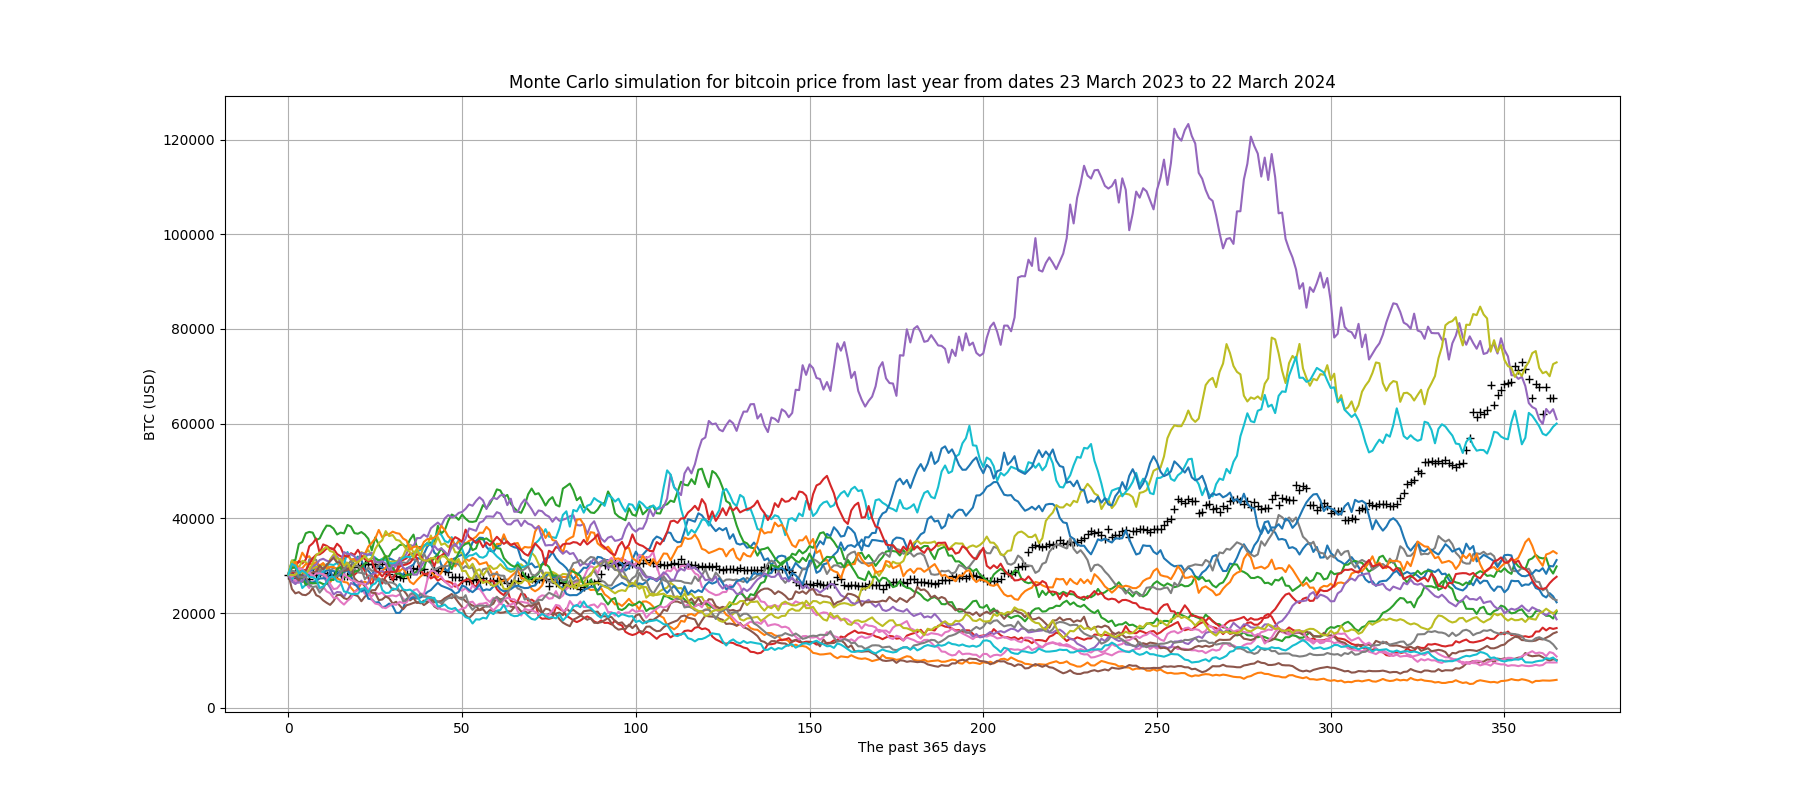 Monte Carlo simulation for bitcoin price from last year from dates 23 March 2023 to 22 March 2024
120000
100000
80000
60000
40000
20000
0
BTC (USD)
0 50 100 150 200 250 300 350
The past 365 days